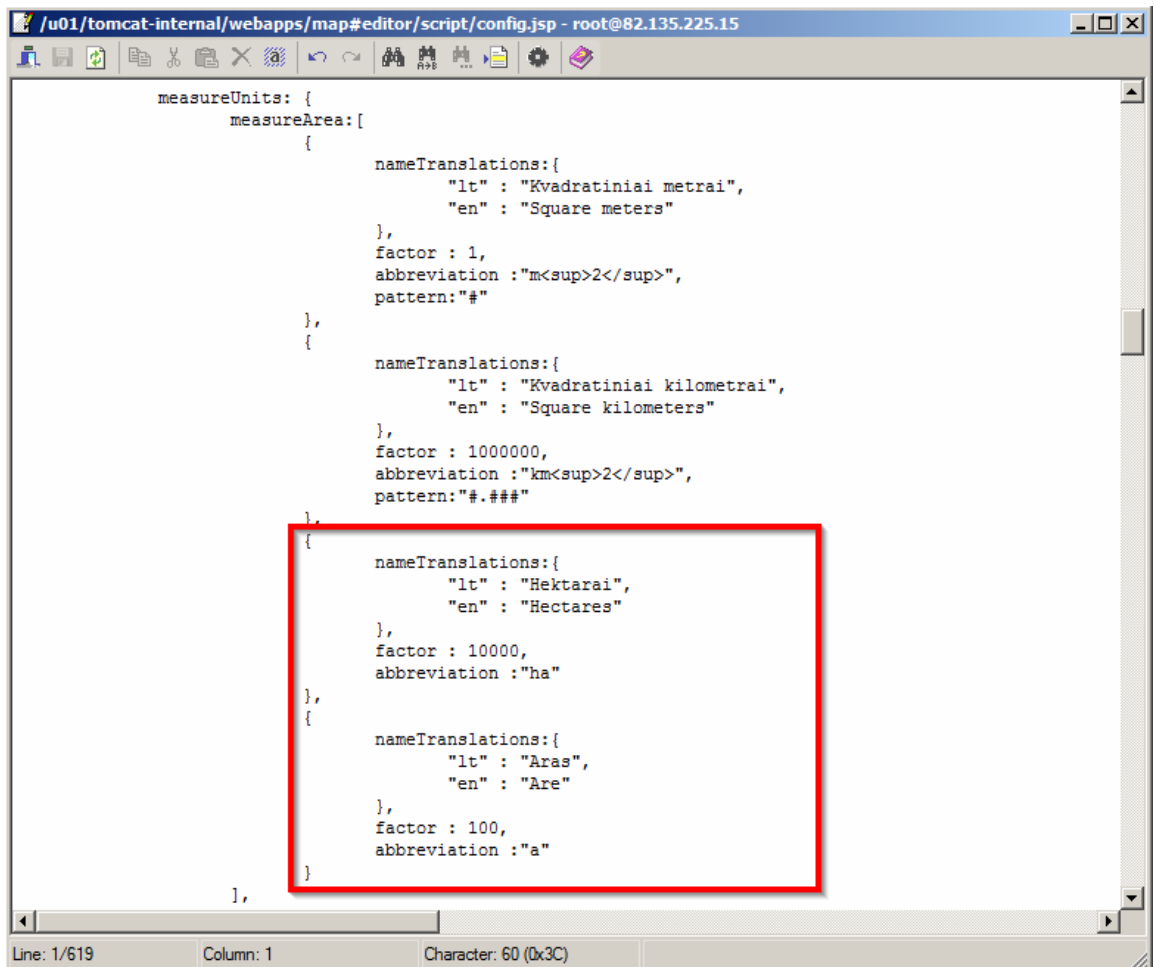 /u01/tomcat-internal/webapps/map#editor/script/config.jsp - root@82.135.225.15
measureUnits: {
measureArea:[
{
nameTranslations:{
"lt" : "Kvadratiniai metrai",
"en" : "Square meters"
},
factor : 1,
abbreviation :"m<sup>2</sup>",
pattern:"#"
},
{
nameTranslations:{
"lt" : "Kvadratiniai kilometrai",
"en" : "Square kilometers"
},
factor : 1000000,
abbreviation :"km<sup>2</sup>",
pattern:"#.###"
},
{
nameTranslations:{
"lt" : "Hektarai",
"en" : "Hectares"
},
factor : 10000,
abbreviation :"ha"
},
{
nameTranslations:{
"lt" : "Aras",
"en" : "Are"
},
factor : 100,
abbreviation :"a"
}
],
Line: 1/619 Column: 1 Character: 60 (0x3C)